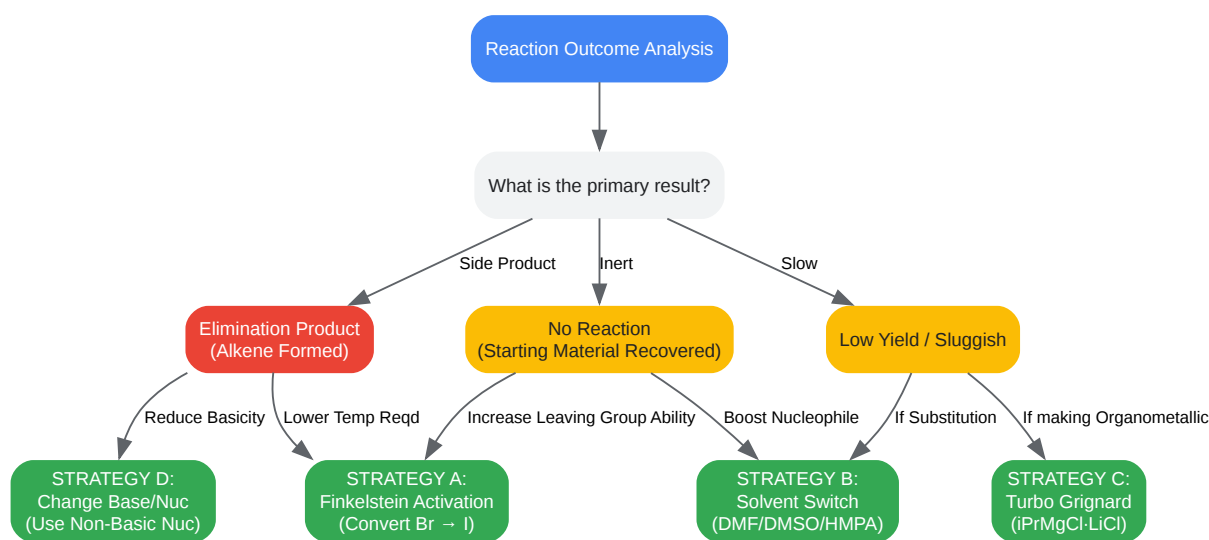 Reaction Outcome Analysis
What is the primary result?
Side Product
Inert
Slow
Elimination Product
(Alkene Formed)
No Reaction
(Starting Material Recovered)
Low Yield / Sluggish
Reduce Basicity
Lower Temp Reqd
Increase Leaving Group Ability
Boost Nucleophile
If Substitution
If making Organometallic
STRATEGY D:
Change Base/Nuc
(Use Non-Basic Nuc)
STRATEGY A:
Finkelstein Activation
(Convert Br → I)
STRATEGY B:
Solvent Switch
(DMF/DMSO/HMPA)
STRATEGY C:
Turbo Grignard
(iPrMgCl·LiCl)